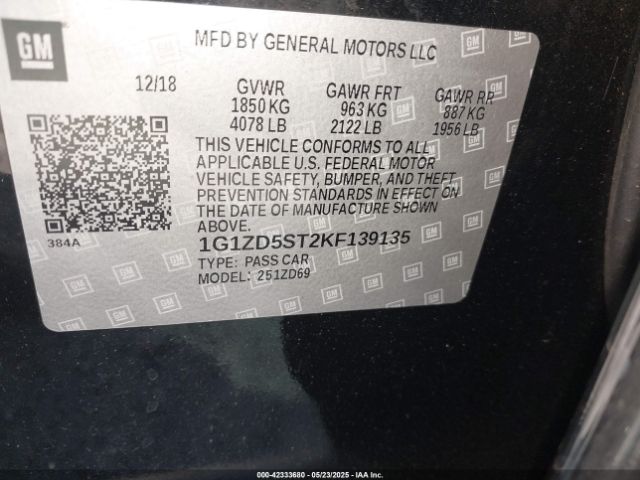 GM
MFD BY GENERAL MOTORS LLC
12/18
GVWR
1850 KG
4078 LB
GAWR FRT
963 KG
2122 LB
GAWR RR
887 KG
1956 LB
THIS VEHICLE CONFORMS TO ALL
APPLICABLE U.S. FEDERAL MOTOR
VEHICLE SAFETY, BUMPER, AND THEFT
PREVENTION STANDARDS IN EFFECT ON
THE DATE OF MANUFACTURE SHOWN
ABOVE.
384A
1G1ZD5ST2KF139135
TYPE: PASS CAR
MODEL: 251ZD69
000-42333680 - 05/23/2025 - IAA Inc.